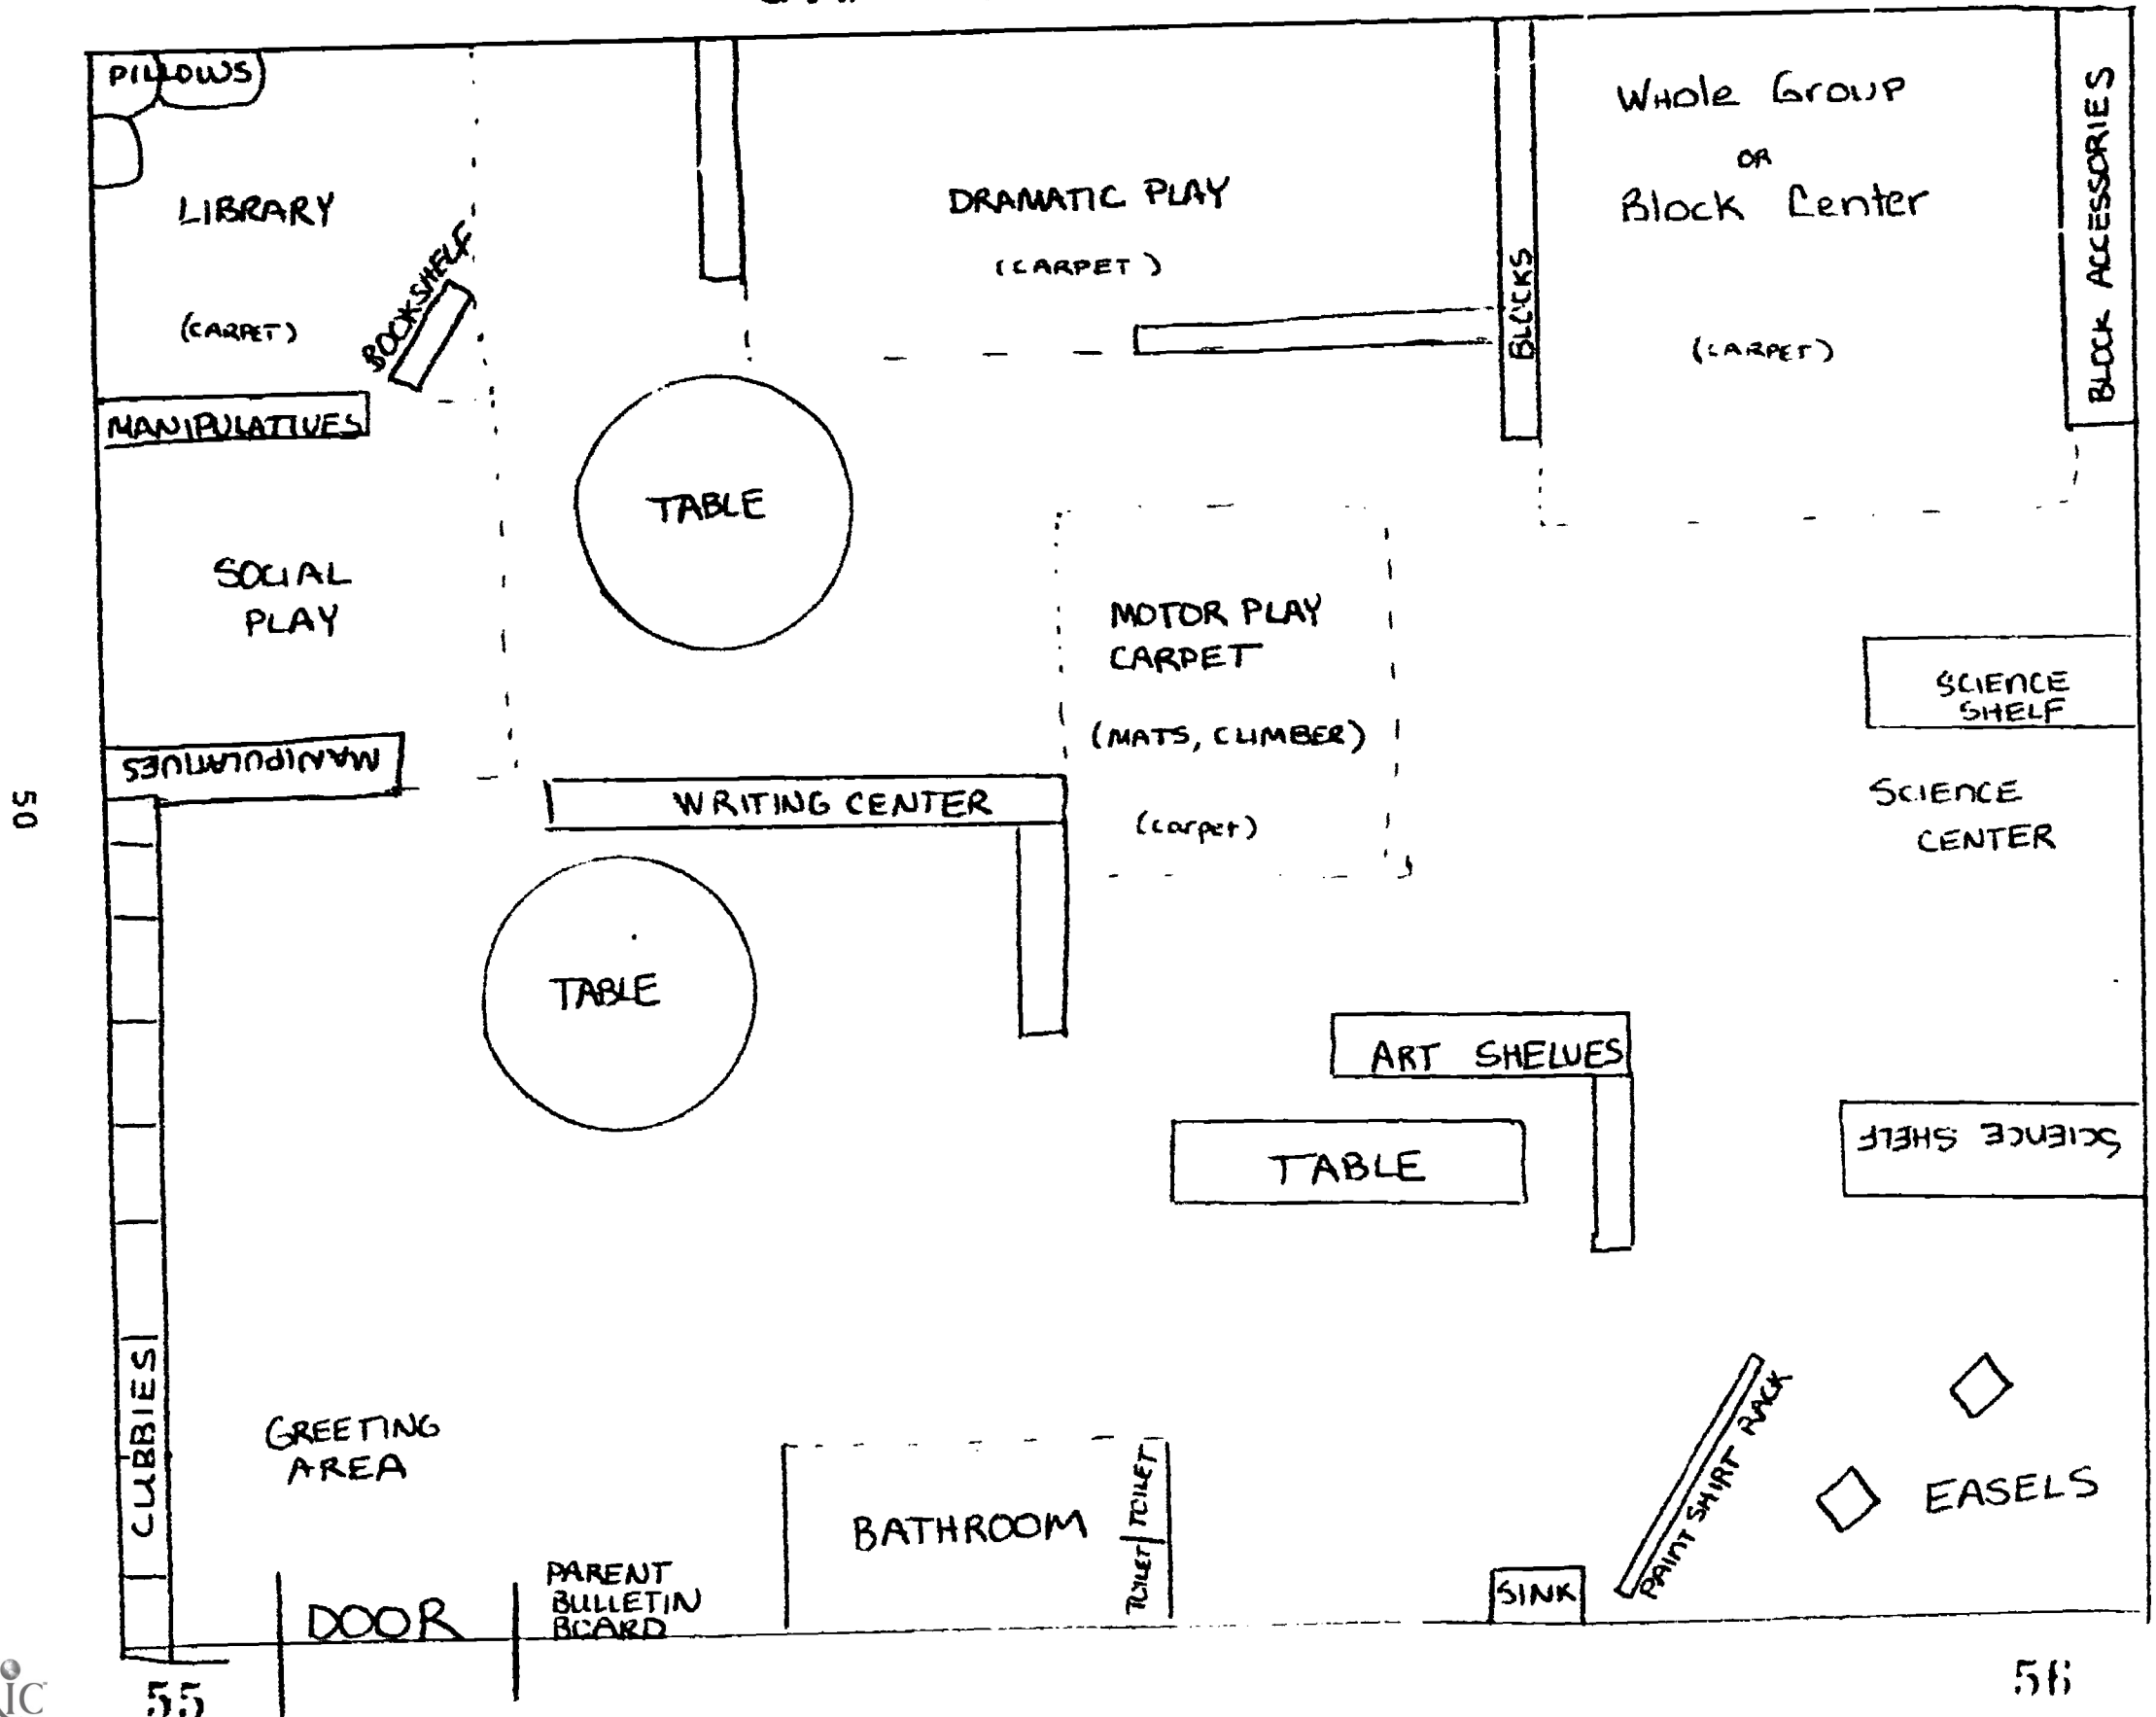 PILLOWS
LIBRARY
(CARPET)
BOOKSHELF
MANIPULATIVES
SOCIAL
PLAY
MANIPULATIVES
DRAMATIC PLAY
(CARPET)
BLOCKS
Whole Group
OR
Block Center
(CARPET)
BLOCK ACCESSORIES
TABLE
MOTOR PLAY
CARPET
(MATS, CLIMBER)
(carpet)
SCIENCE
SHELF
SCIENCE
CENTER
SCIENCE SHELF
WRITING CENTER
TABLE
ART SHELVES
TABLE
CUBBIES
GREETING
AREA
DOOR
PARENT
BULLETIN
BOARD
BATHROOM
TOILET
TOILET
SINK
PAINT SHIRT RACK
EASELS
50
55
56
IC